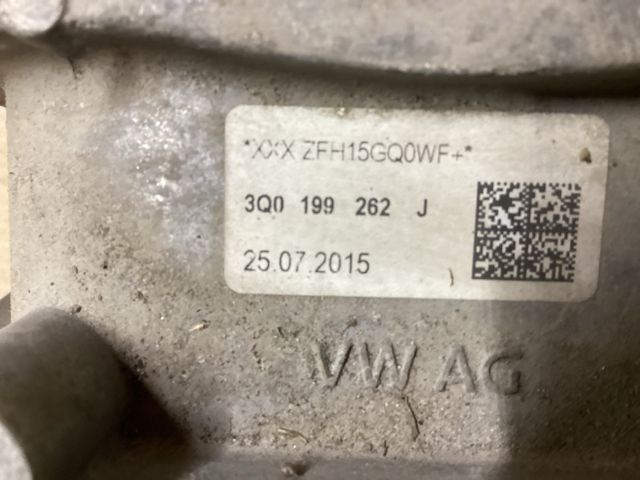 *XXX ZFH15GQ0WF+*
3Q0 199 262 J
25.07.2015
VW AG